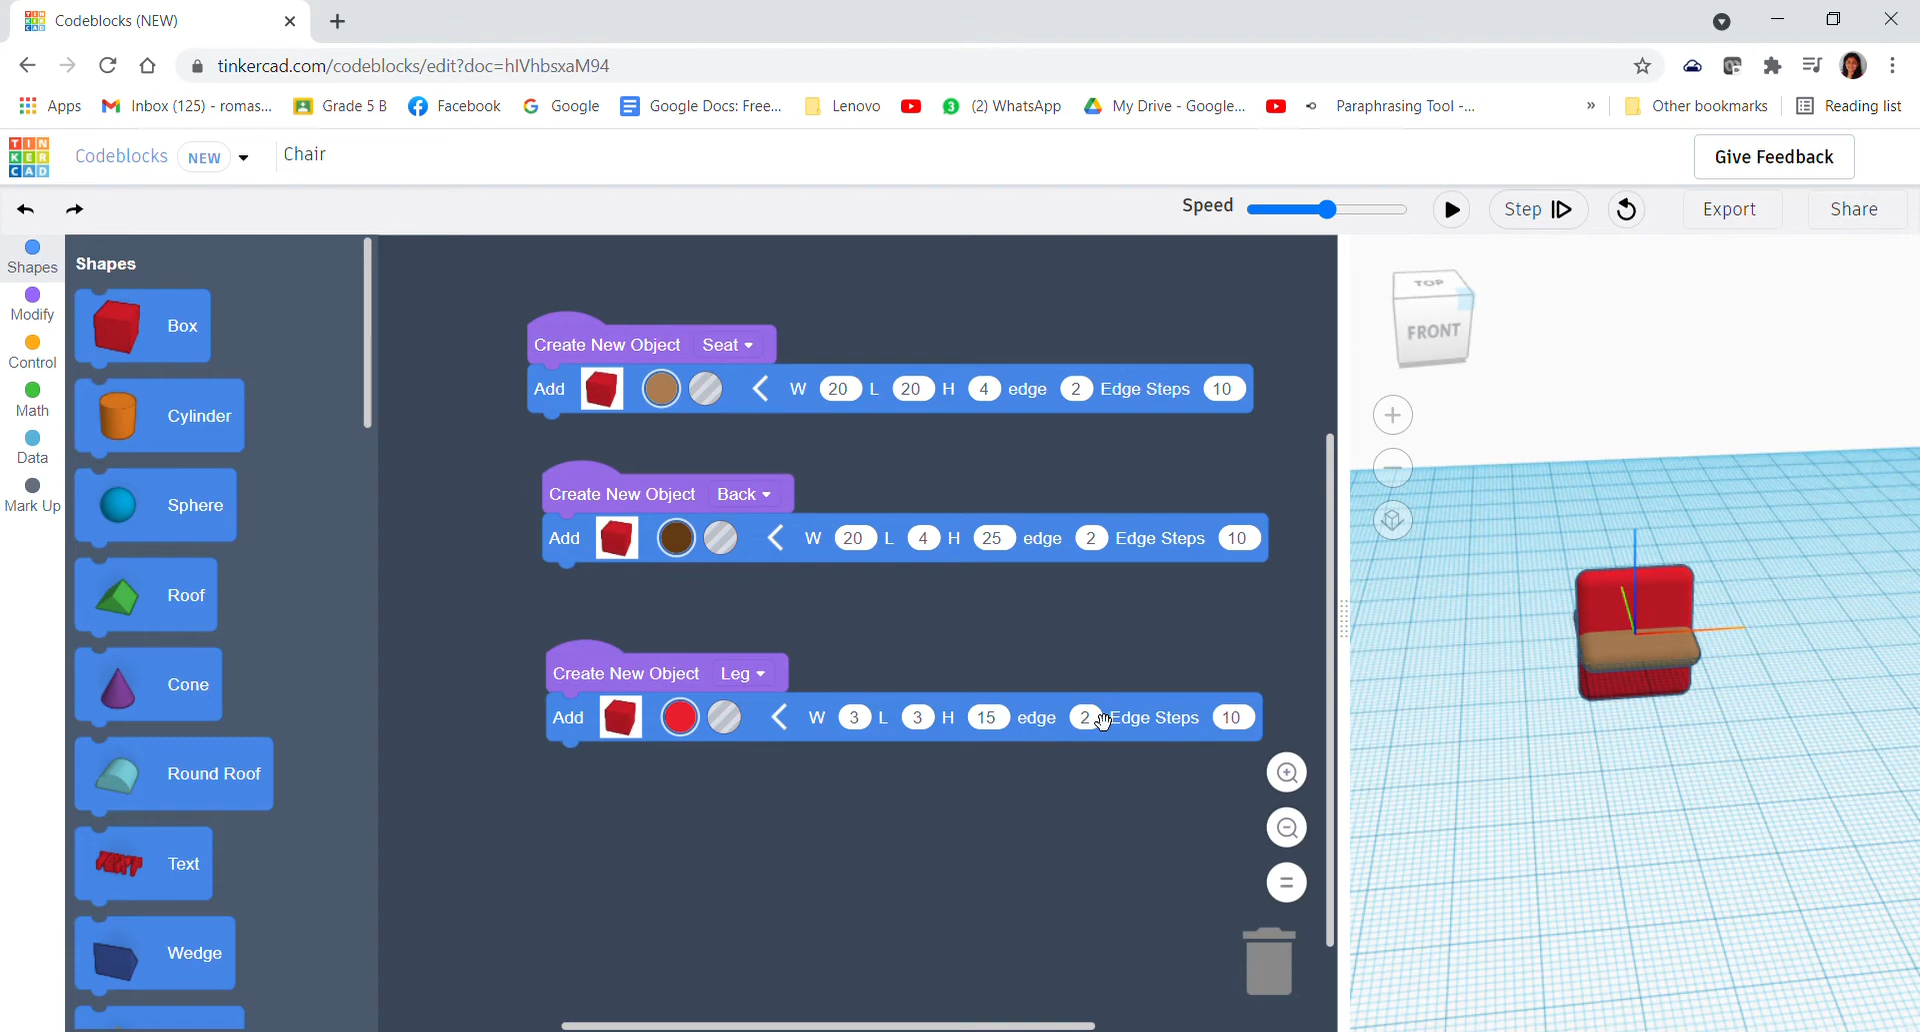 Codeblocks (NEW)
tinkercad.com/codeblocks/edit?doc=hIVhbsxaM94
Apps Inbox (125) - romas... Grade 5 B Facebook Google Google Docs: Free... Lenovo (2) WhatsApp My Drive - Google... Paraphrasing Tool -... » Other bookmarks Reading list
TIN KER CAD Codeblocks NEW Chair Give Feedback
Speed Step Export Share
Shapes
Modify
Control
Math
Data
Mark Up
Shapes
Box
Cylinder
Sphere
Roof
Cone
Round Roof
Text
Wedge
Create New Object Seat
Add W 20 L 20 H 4 edge 2 Edge Steps 10
Create New Object Back
Add W 20 L 4 H 25 edge 2 Edge Steps 10
Create New Object Leg
Add W 3 L 3 H 15 edge 2 Edge Steps 10
TOP
FRONT